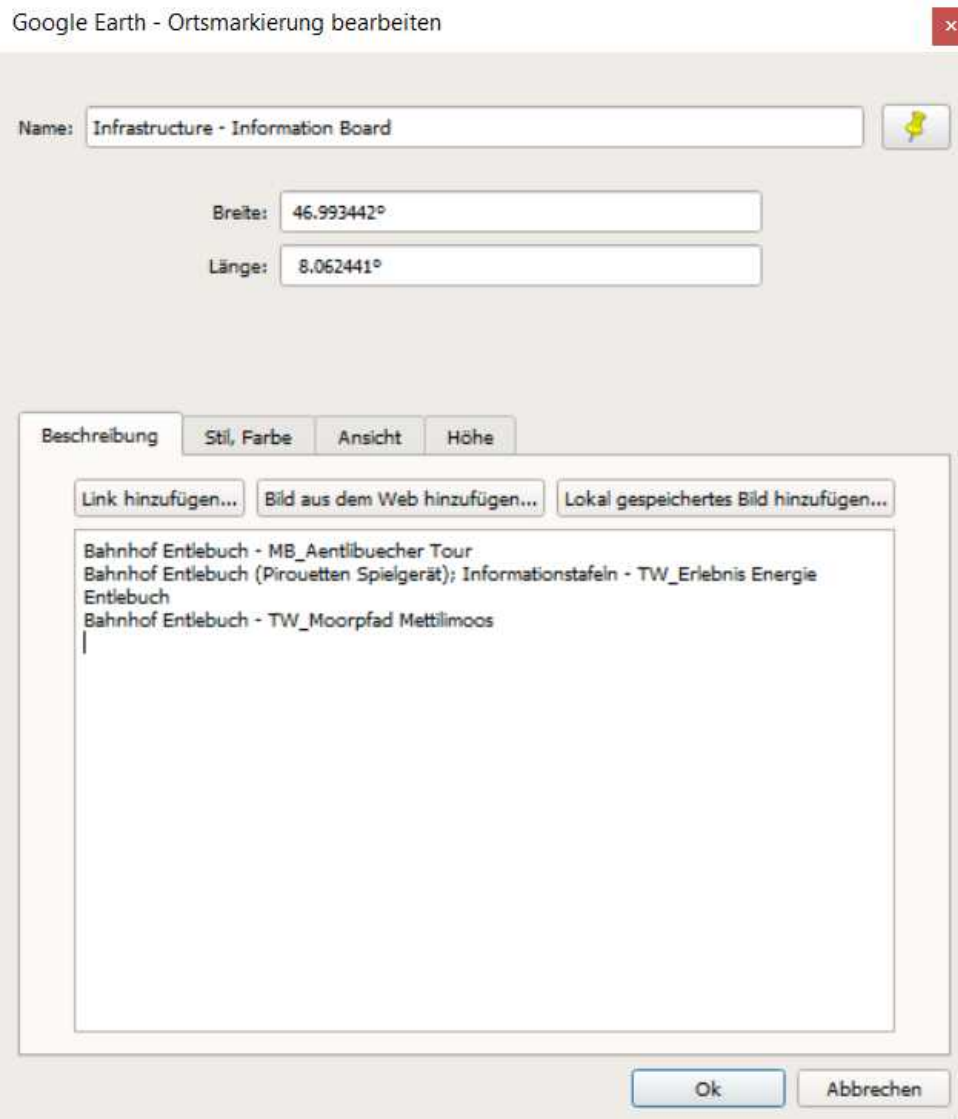 Google Earth - Ortsmarkierung bearbeiten
×
Name: Infrastructure - Information Board
Breite: 46.993442º
Länge: 8.062441º
Beschreibung Stil, Farbe Ansicht Höhe
Link hinzufügen... Bild aus dem Web hinzufügen... Lokal gespeichertes Bild hinzufügen...
Bahnhof Entlebuch - MB_Aentlibuecher Tour
Bahnhof Entlebuch (Pirouetten Spielgerät); Informationstafeln - TW_Erlebnis Energie
Entlebuch
Bahnhof Entlebuch - TW_Moorpfad Mettilimoos
Ok Abbrechen